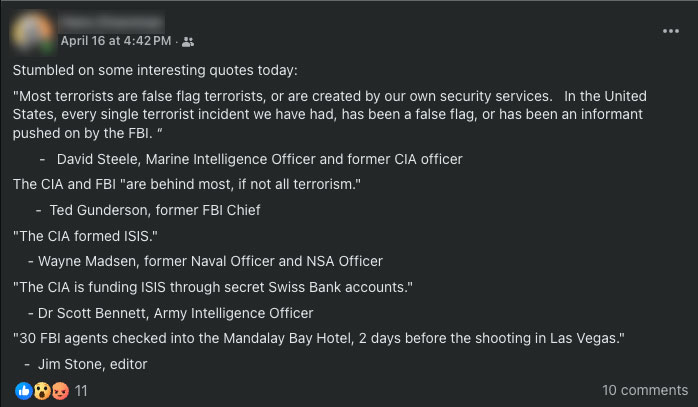 April 16 at 4:42 PM ·
Stumbled on some interesting quotes today:
"Most terrorists are false flag terrorists, or are created by our own security services.   In the United
States, every single terrorist incident we have had, has been a false flag, or has been an informant
pushed on by the FBI. “
-   David Steele, Marine Intelligence Officer and former CIA officer
The CIA and FBI "are behind most, if not all terrorism."
-  Ted Gunderson, former FBI Chief
"The CIA formed ISIS."
- Wayne Madsen, former Naval Officer and NSA Officer
"The CIA is funding ISIS through secret Swiss Bank accounts."
- Dr Scott Bennett, Army Intelligence Officer
"30 FBI agents checked into the Mandalay Bay Hotel, 2 days before the shooting in Las Vegas."
-  Jim Stone, editor
11
10 comments